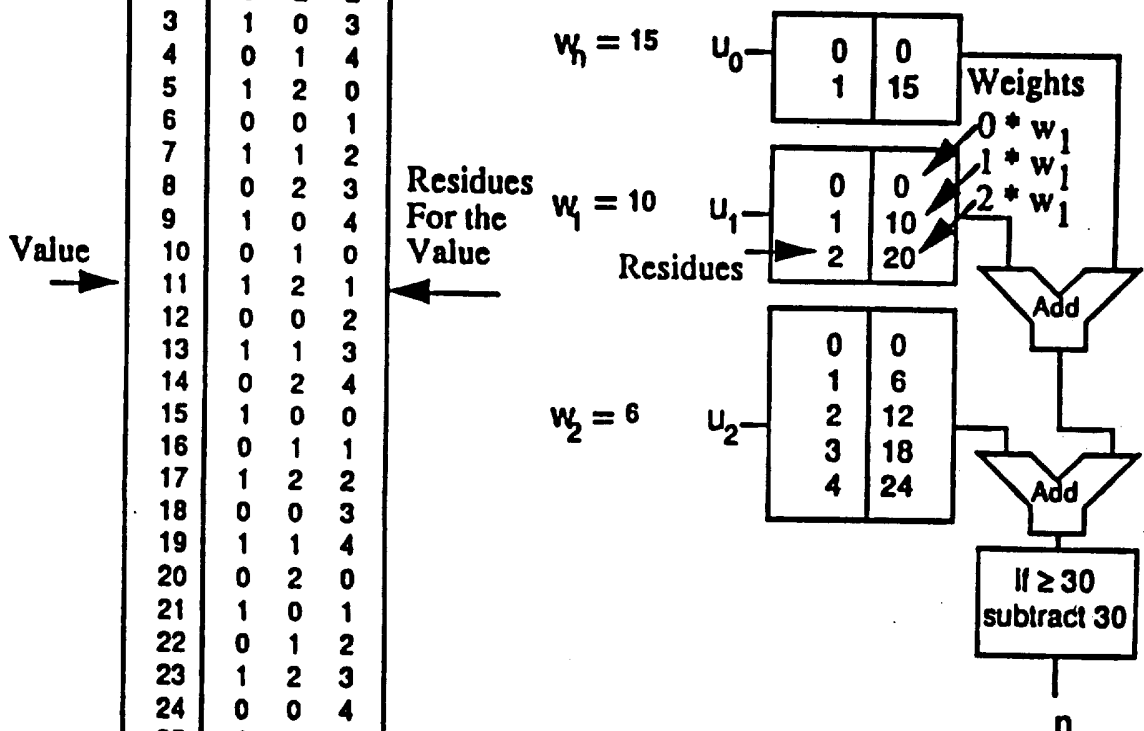 3 1 0 3
4 0 1 4
5 1 2 0
6 0 0 1
7 1 1 2
8 0 2 3
9 1 0 4
10 0 1 0
11 1 2 1
12 0 0 2
13 1 1 3
14 0 2 4
15 1 0 0
16 0 1 1
17 1 2 2
18 0 0 3
19 1 1 4
20 0 2 0
21 1 0 1
22 0 1 2
23 1 2 3
24 0 0 4
Value
Residues
For the
Value
w₀ = 15
u₀
0 0
1 15
Weights
0 * w₁
1 * w₁
2 * w₁
w₁ = 10
u₁
0 0
1 10
2 20
Residues
Add
w₂ = 6
u₂
0 0
1 6
2 12
3 18
4 24
Add
If ≥ 30
subtract 30
n